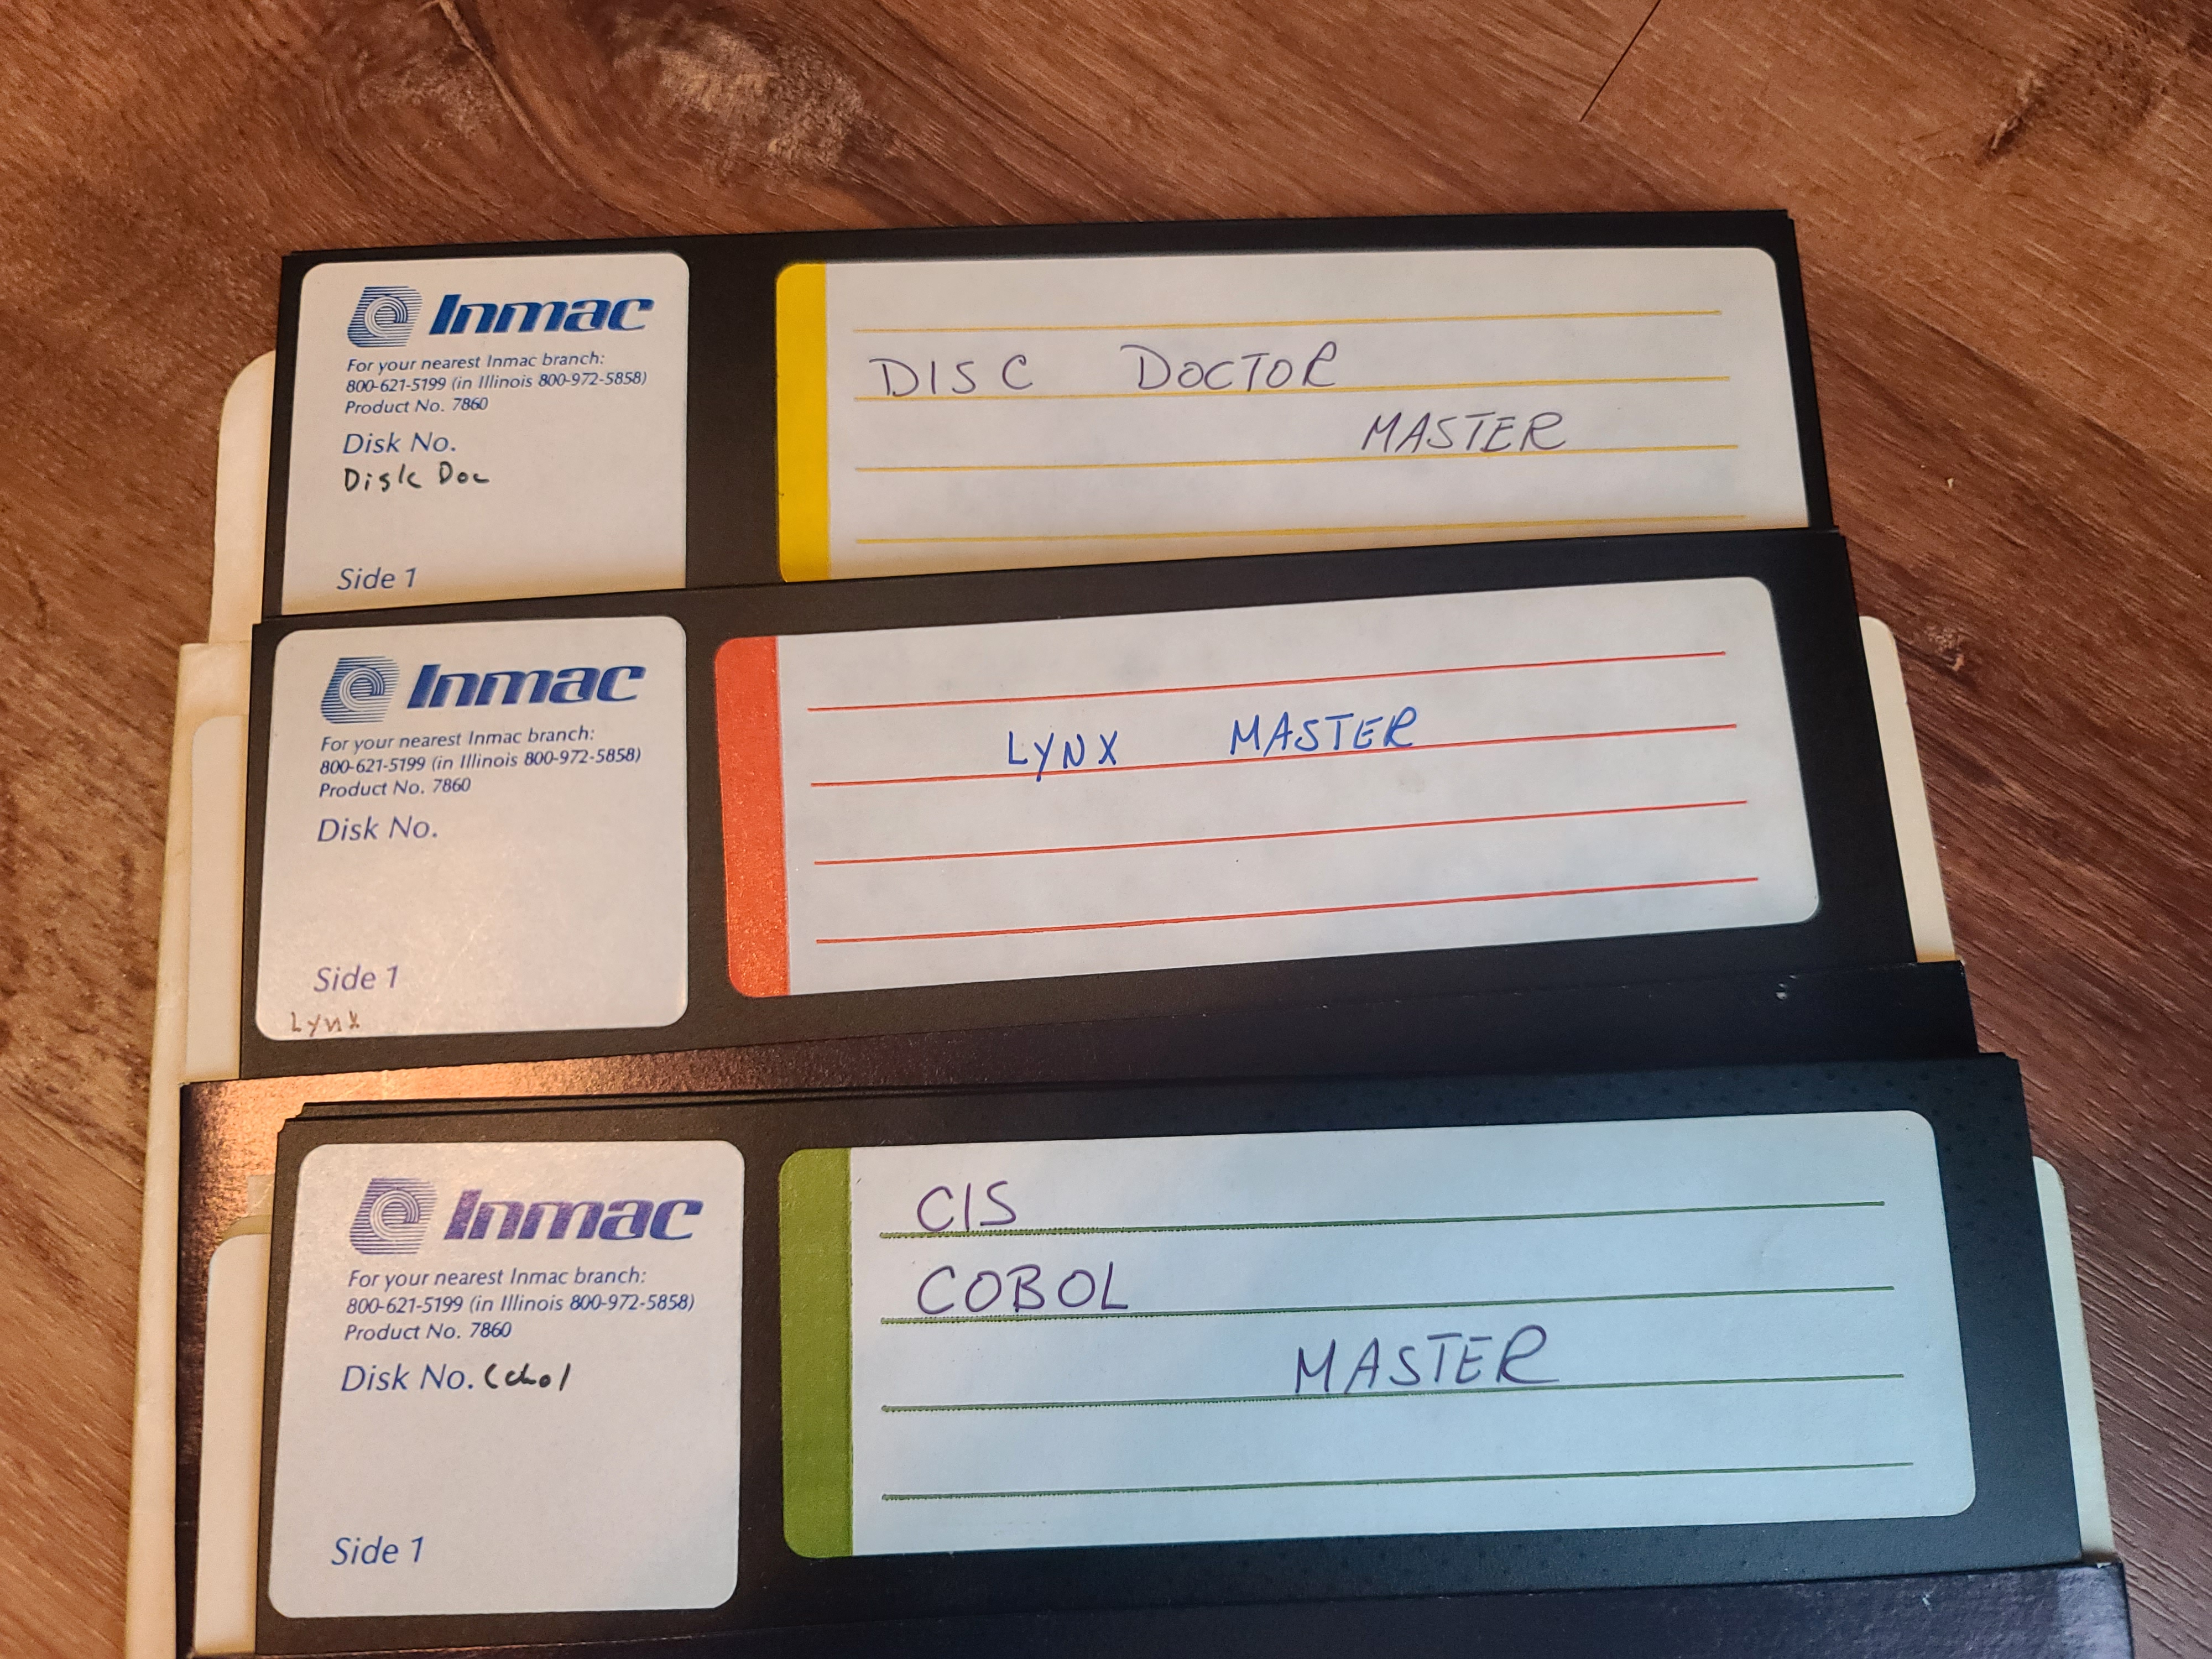 Inmac
For your nearest Inmac branch:
800-621-5199 (in Illinois 800-972-5858)
Product No. 7860
Disk No.
Disk Doc
Side 1
DISC DOCTOR
MASTER
Inmac
For your nearest Inmac branch:
800-621-5199 (in Illinois 800-972-5858)
Product No. 7860
Disk No.
Side 1
Lynx
LYNX MASTER
Inmac
For your nearest Inmac branch:
800-621-5199 (in Illinois 800-972-5858)
Product No. 7860
Disk No. Cobol
Side 1
CIS
COBOL
MASTER